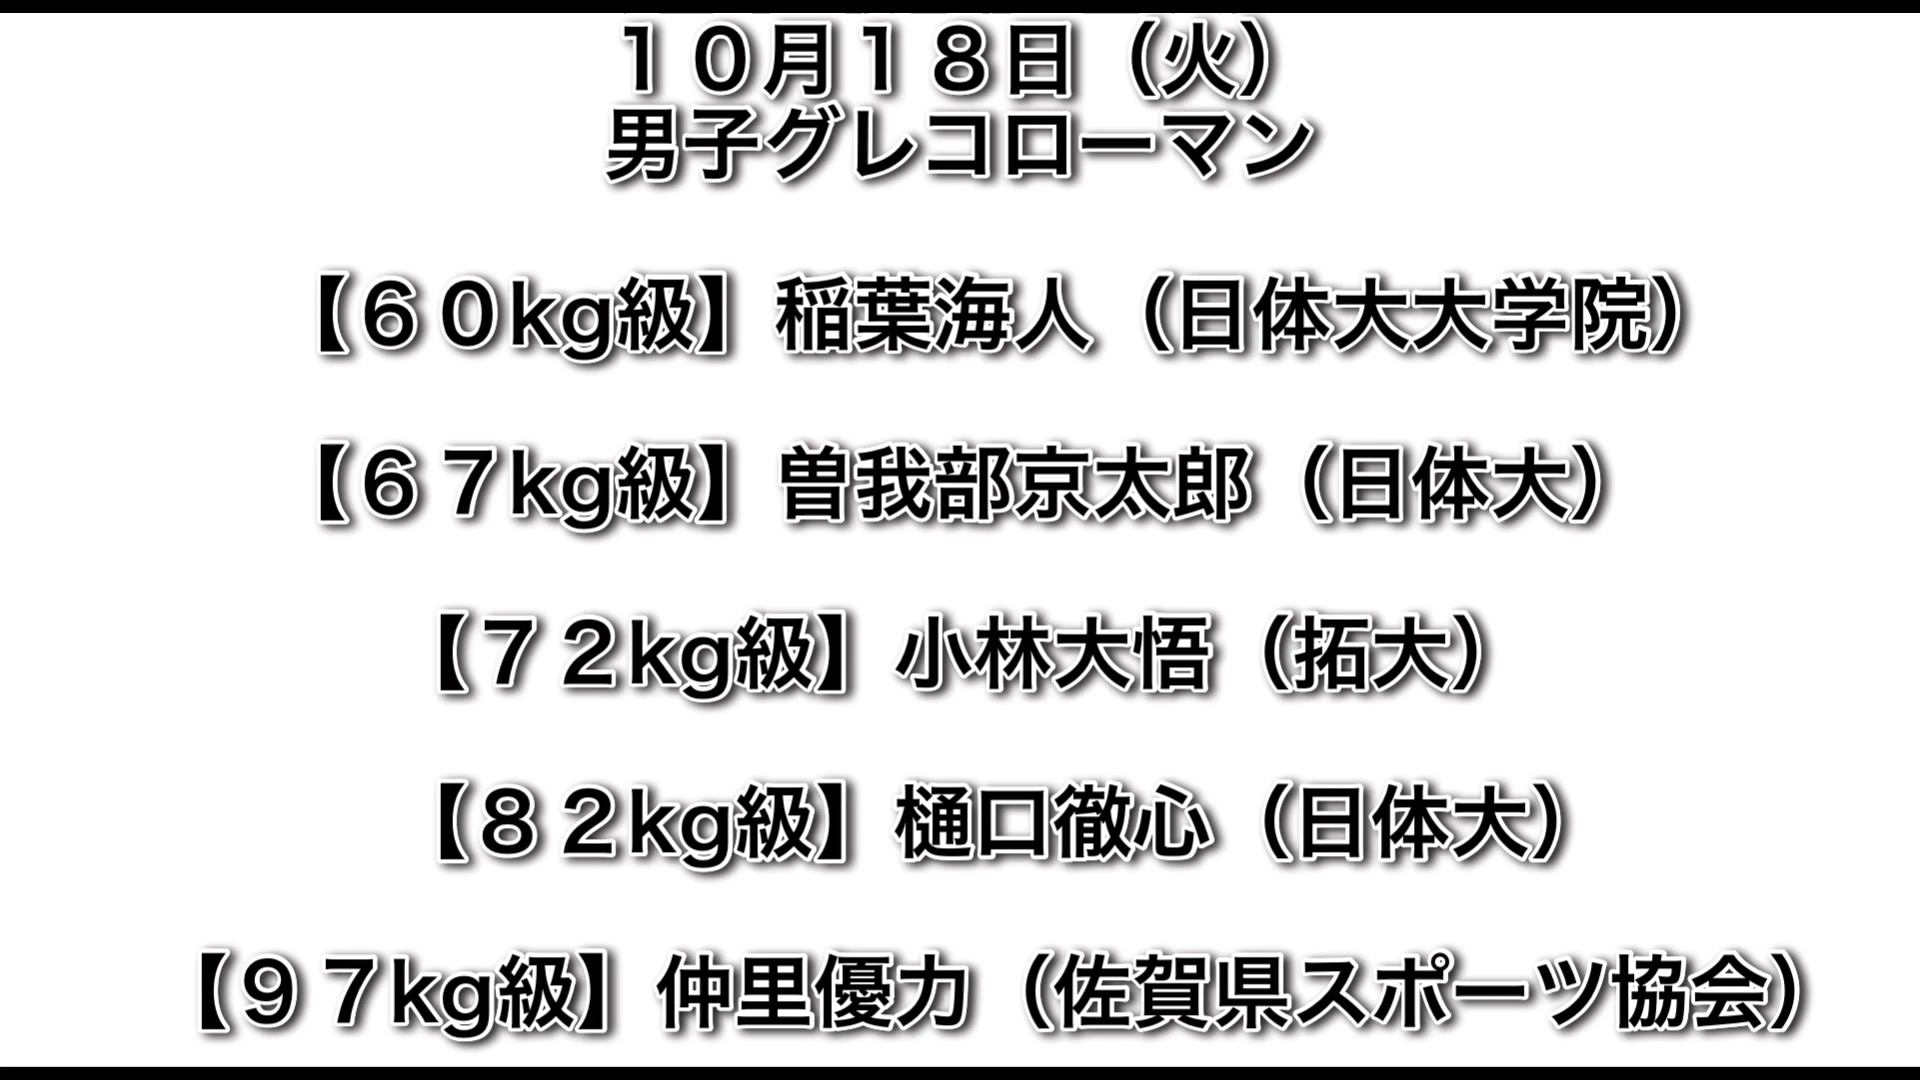 １０月１８日（火）
男子グレコローマン
【６０kg級】稲葉海人（日体大大学院）
【６７kg級】曽我部京太郎（日体大）
【７２kg級】小林大悟（拓大）
【８２kg級】樋口徹心（日体大）
【９７kg級】仲里優力（佐賀県スポーツ協会）